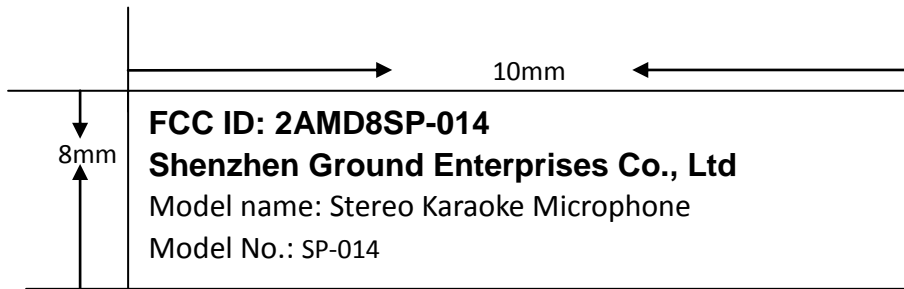 10mm
8mm
FCC ID: 2AMD8SP-014
Shenzhen Ground Enterprises Co., Ltd
Model name: Stereo Karaoke Microphone
Model No.: SP-014